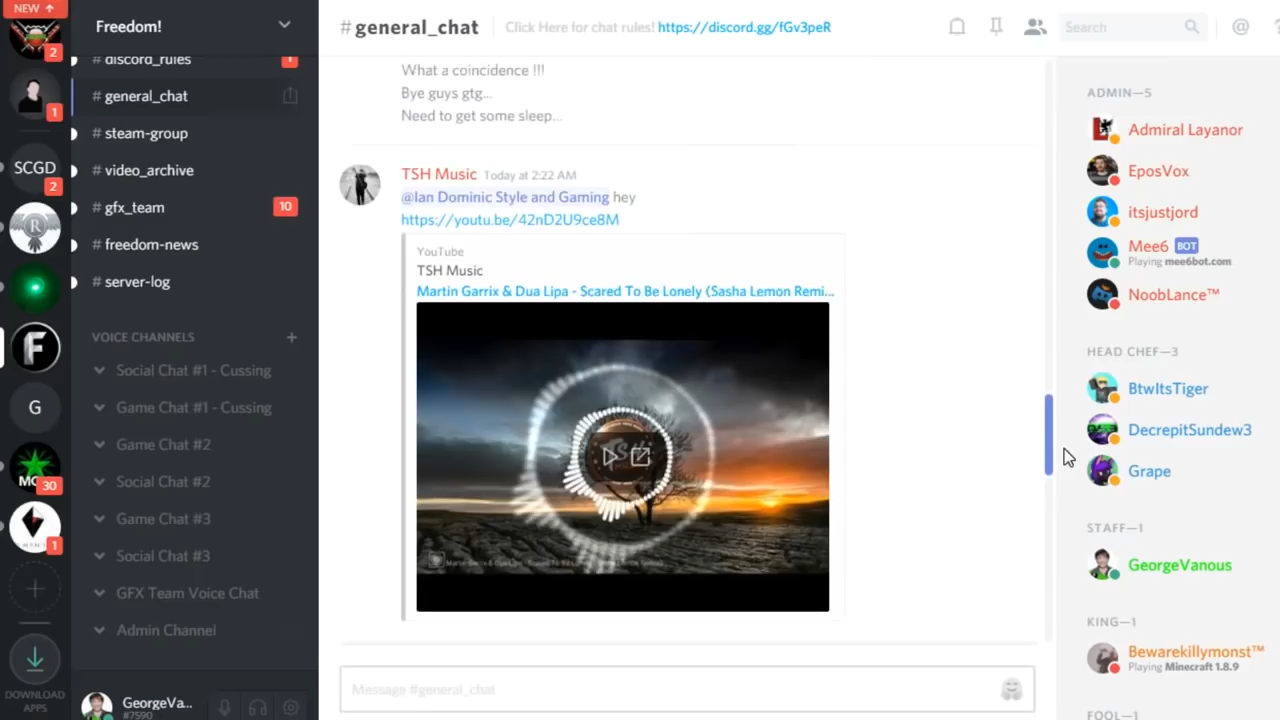 NEW ↑
2
1
SCGD
2
R
F
G
30
1
+
DOWNLOAD
APPS
Freedom!
# discord_rules
1
# general_chat
# steam-group
# video_archive
# gfx_team
10
# freedom-news
# server-log
VOICE CHANNELS
+
Social Chat #1 - Cussing
Game Chat #1 - Cussing
Game Chat #2
Social Chat #2
Game Chat #3
Social Chat #3
GFX Team Voice Chat
Admin Channel
GeorgeVa...
#7590
#general_chat
Click Here for chat rules! https://discord.gg/fGv3peR
Search
@
What a coincidence !!!
Bye guys gtg...
Need to get some sleep...
TSH Music Today at 2:22 AM
@Ian Dominic Style and Gaming hey
https://youtu.be/42nD2U9ce8M
YouTube
TSH Music
Martin Garrix & Dua Lipa - Scared To Be Lonely (Sasha Lemon Remi...
Message #general_chat
ADMIN—5
Admiral Layanor
EposVox
itsjustjord
Mee6 BOT
Playing mee6bot.com
NoobLance™
HEAD CHEF—3
BtwItsTiger
DecrepitSundew3
Grape
STAFF—1
GeorgeVanous
KING—1
Bewarekillymonst™
Playing Minecraft 1.8.9
FOOL—1